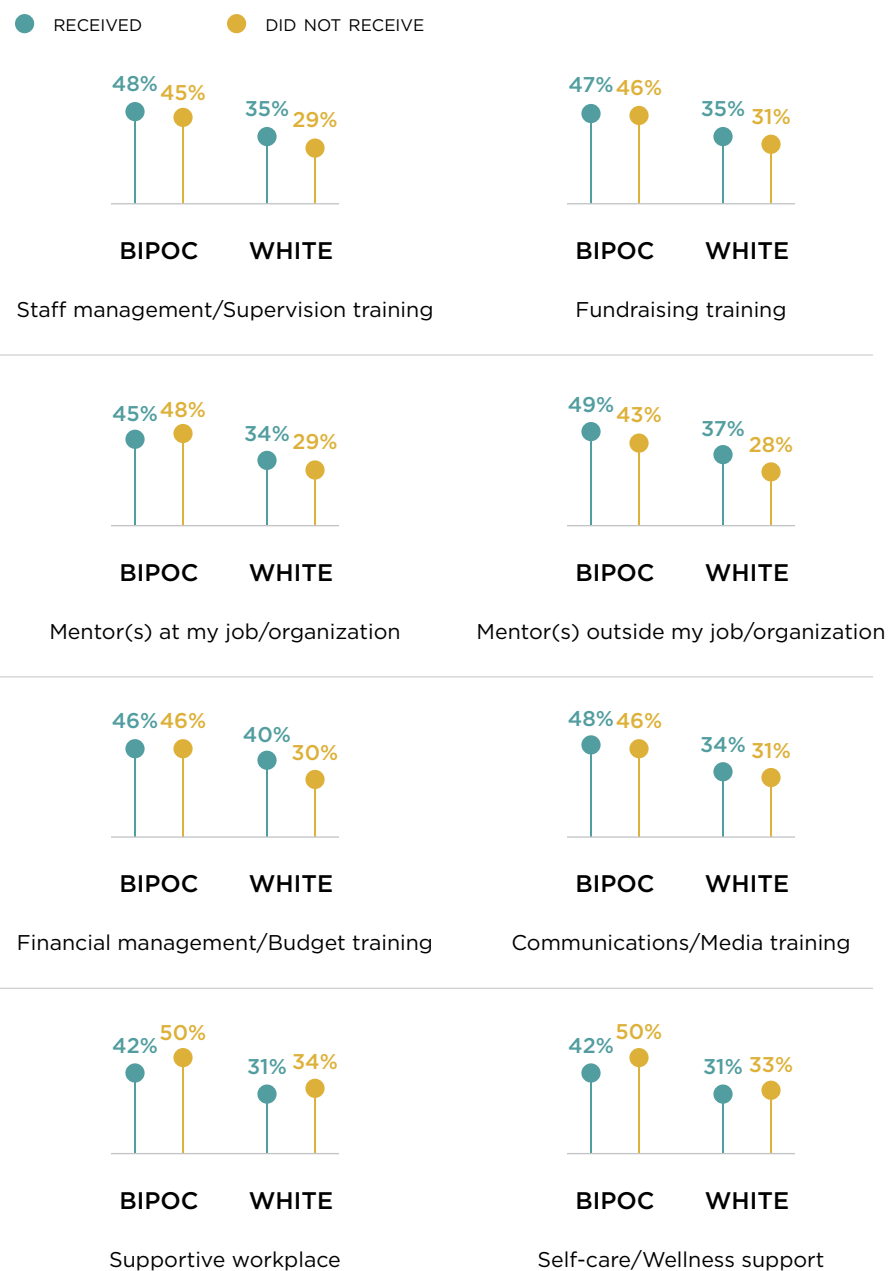 RECEIVED DID NOT RECEIVE
48% 45% 35% 29%
BIPOC WHITE
Staff management/Supervision training
47% 46% 35% 31%
BIPOC WHITE
Fundraising training
45% 48% 34% 29%
BIPOC WHITE
Mentor(s) at my job/organization
49% 43% 37% 28%
BIPOC WHITE
Mentor(s) outside my job/organization
46% 46% 40% 30%
BIPOC WHITE
Financial management/Budget training
48% 46% 34% 31%
BIPOC WHITE
Communications/Media training
42% 50% 31% 34%
BIPOC WHITE
Supportive workplace
42% 50% 31% 33%
BIPOC WHITE
Self-care/Wellness support